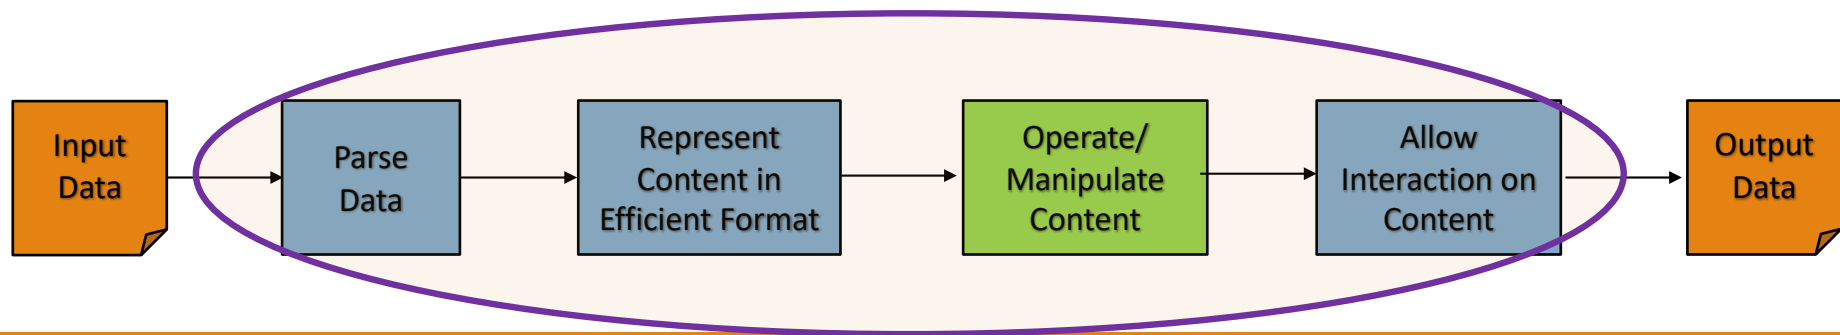 Input
Data
Parse
Data
Represent
Content in
Efficient Format
Operate/
Manipulate
Content
Allow
Interaction on
Content
Output
Data